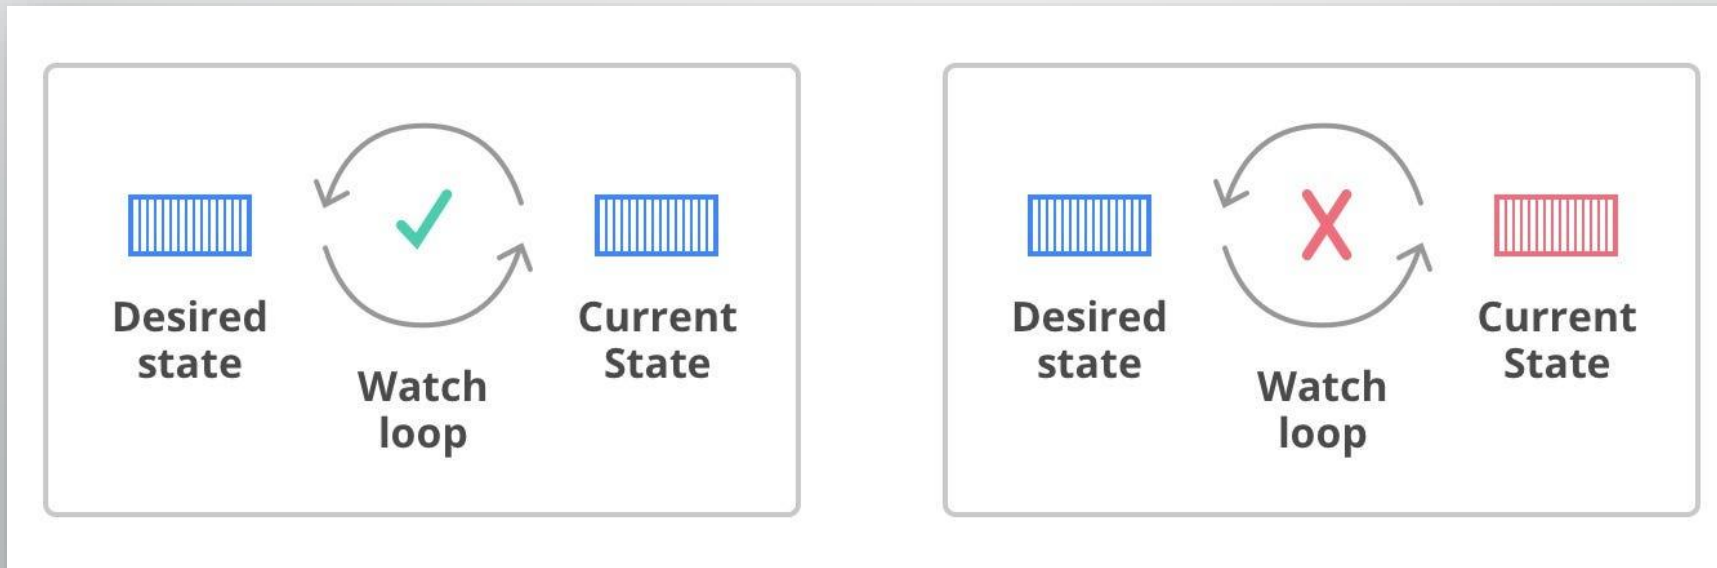 Desired
state
Watch
loop
Current
State
Desired
state
Watch
loop
Current
State